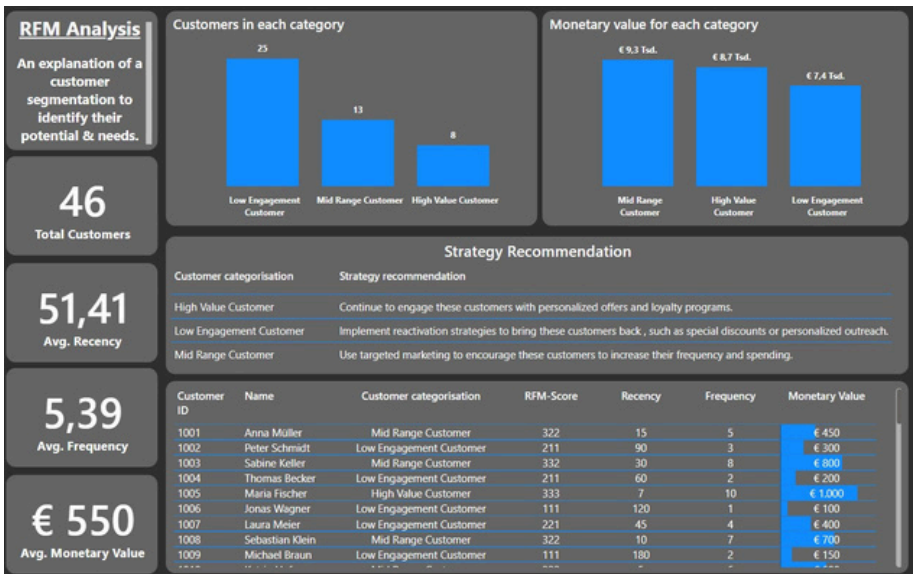 RFM Analysis
An explanation of a
customer
segmentation to
identify their
potential & needs.
46
Total Customers
51,41
Avg. Recency
5,39
Avg. Frequency
€ 550
Avg. Monetary Value
Customers in each category
25
13
8
Low Engagement
Customer
Mid Range Customer
High Value Customer
Monetary value for each category
€ 9,3 Tsd.
€ 8,7 Tsd.
€ 7,4 Tsd.
Mid Range
Customer
High Value
Customer
Low Engagement
Customer
Strategy Recommendation
Customer categorisation Strategy recommendation
High Value Customer Continue to engage these customers with personalized offers and loyalty programs.
Low Engagement Customer Implement reactivation strategies to bring these customers back , such as special discounts or personalized outreach.
Mid Range Customer Use targeted marketing to encourage these customers to increase their frequency and spending.
Customer ID Name Customer categorisation RFM-Score Recency Frequency Monetary Value
1001 Anna Müller Mid Range Customer 322 15 5 € 450
1002 Peter Schmidt Low Engagement Customer 211 90 3 € 300
1003 Sabine Keller Mid Range Customer 332 30 8 € 800
1004 Thomas Becker Low Engagement Customer 211 60 2 € 200
1005 Maria Fischer High Value Customer 333 7 10 € 1.000
1006 Jonas Wagner Low Engagement Customer 111 120 1 € 100
1007 Laura Meier Low Engagement Customer 221 45 4 € 400
1008 Sebastian Klein Mid Range Customer 322 10 7 € 700
1009 Michael Braun Low Engagement Customer 111 180 2 € 150